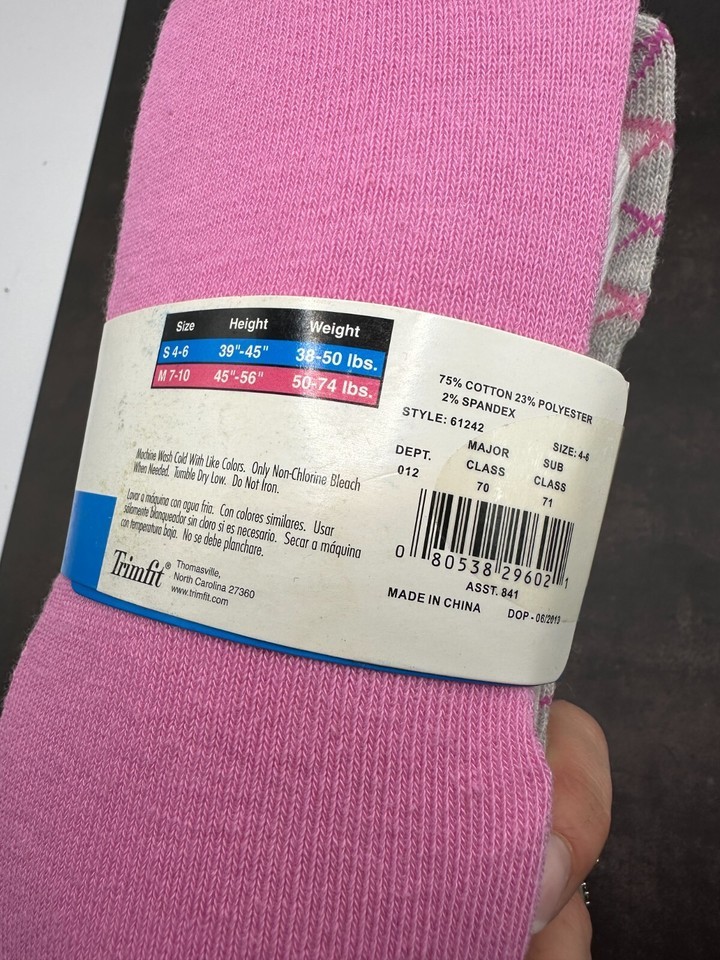 Size Height Weight
S 4-6 39"-45" 38-50 lbs.
M 7-10 45"-56" 50-74 lbs.
Machine Wash Cold With Like Colors. Only Non-Chlorine Bleach
When Needed. Tumble Dry Low. Do Not Iron.
Lavar a máquina con agua fria. Con colores similares. Usar
solamente blanqueador sin cloro si es necesario. Secar a máquina
con temperatura baja. No se debe planchare.
Trimfit®
Thomasville,
North Carolina 27360
www.trimfit.com
75% COTTON 23% POLYESTER
2% SPANDEX
STYLE: 61242
SIZE: 4-6
DEPT. MAJOR SUB
012 CLASS CLASS
70 71
0 80538 29602 1
ASST. 841
MADE IN CHINA DOP - 06/2013